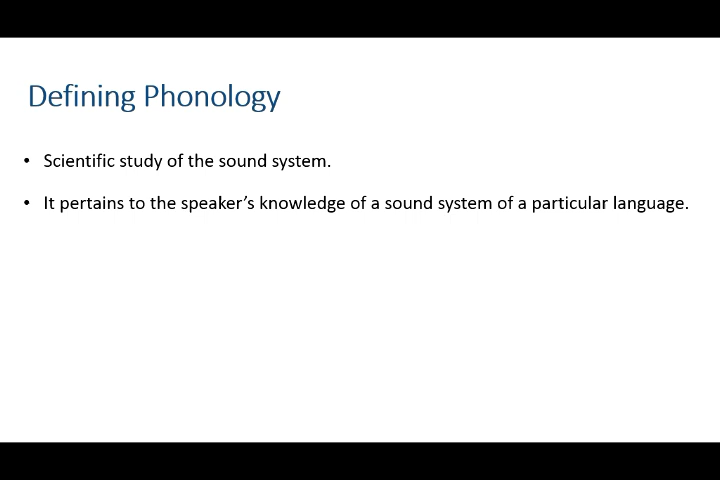 Defining Phonology
• Scientific study of the sound system.
• It pertains to the speaker’s knowledge of a sound system of a particular language.